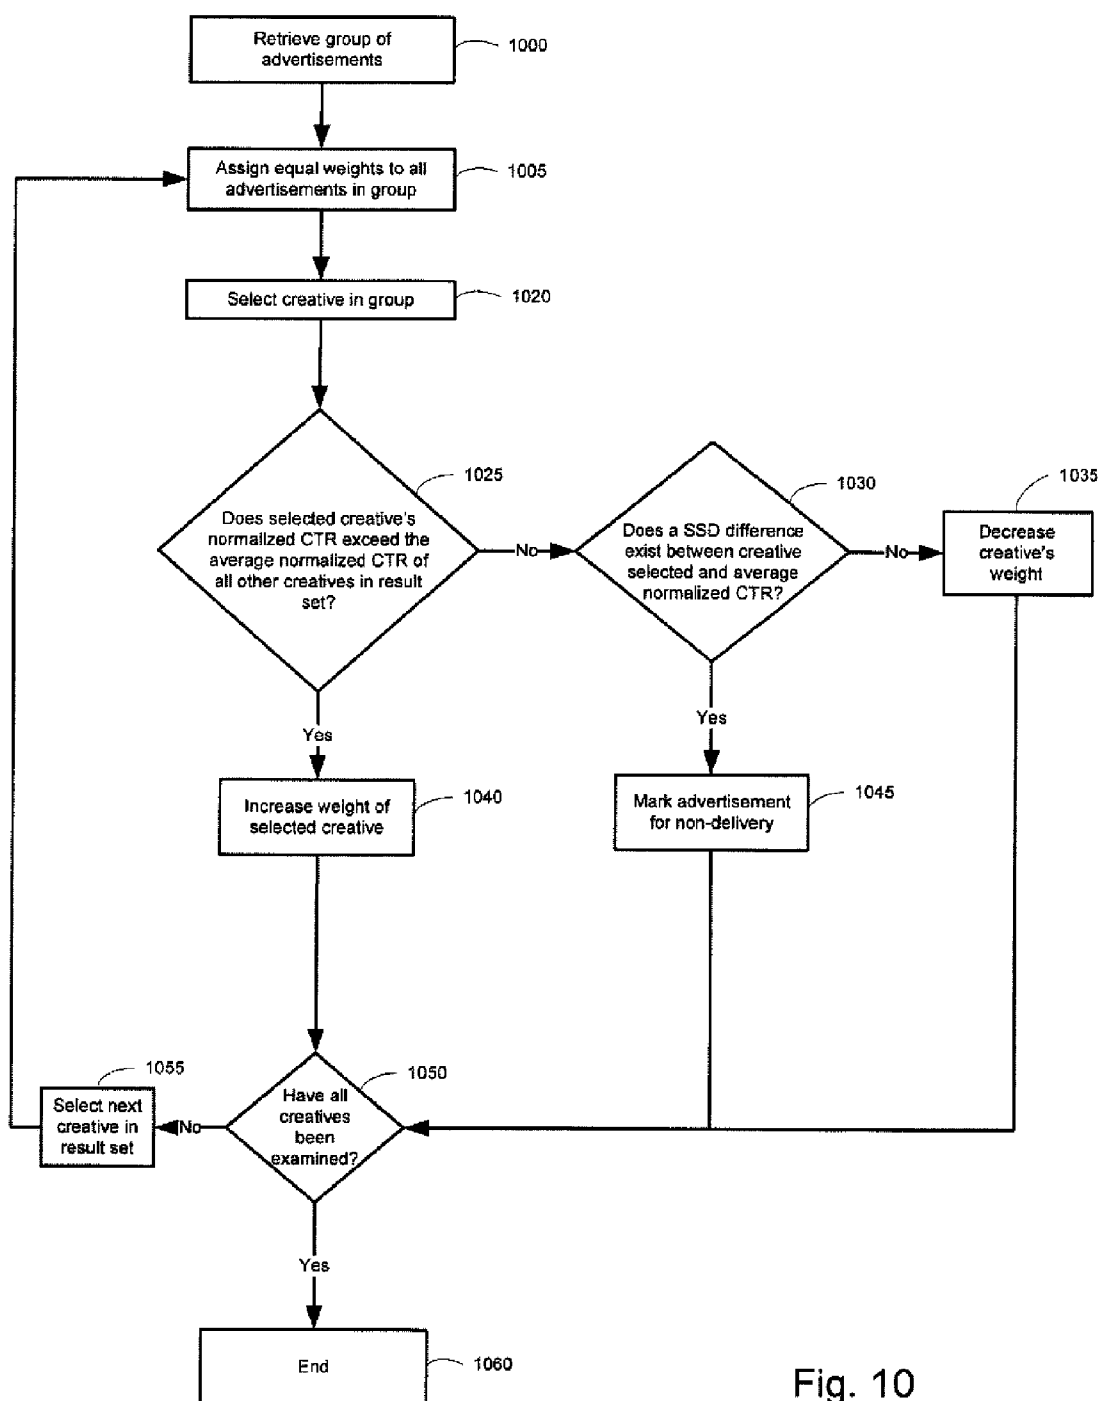 Retrieve group of
advertisements
1000
Assign equal weights to all
advertisements in group
1005
Select creative in group
1020
1025
Does selected creative's
normalized CTR exceed the
average normalized CTR of
all other creatives in result
set?
No
1030
Does a SSD difference
exist between creative
selected and average
normalized CTR?
No
1035
Decrease
creative's
weight
Yes
Yes
Increase weight of
selected creative
1040
Mark advertisement
for non-delivery
1045
1055
Select next
creative in
result set
No
1050
Have all
creatives
been
examined?
Yes
End
1060
Fig. 10